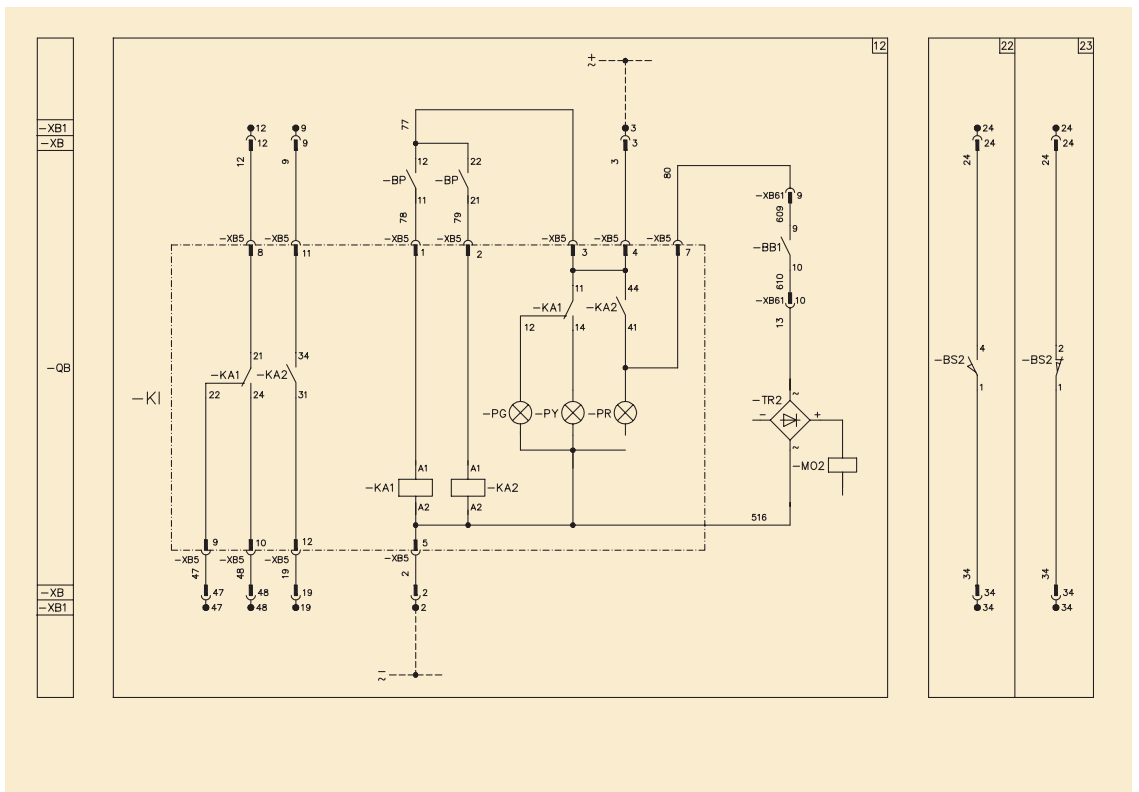 12
22
23
+
~
-XB1
-XB
12
9
3
24
24
12
9
3
24
24
12
9
77
3
80
24
24
12
22
-BP
-BP
11
21
78
79
-XB61
9
609
9
-BB1
10
610
-XB61
10
13
-XB5
-XB5
-XB5
-XB5
-XB5
-XB5
-XB5
8
11
1
2
3
4
7
11
44
-KA1
-KA2
12
14
41
-QB
21
34
-KA1
-KA2
22
24
31
4
-BS2
1
2
-BS2
1
-KI
-PG
-PY
-PR
-TR2
~
-
+
~
-MO2
A1
A1
-KA1
-KA2
A2
A2
516
9
10
12
5
-XB5
-XB5
-XB5
-XB5
47
48
19
2
34
34
-XB
47
48
19
2
34
34
-XB1
47
48
19
2
34
34
-
~